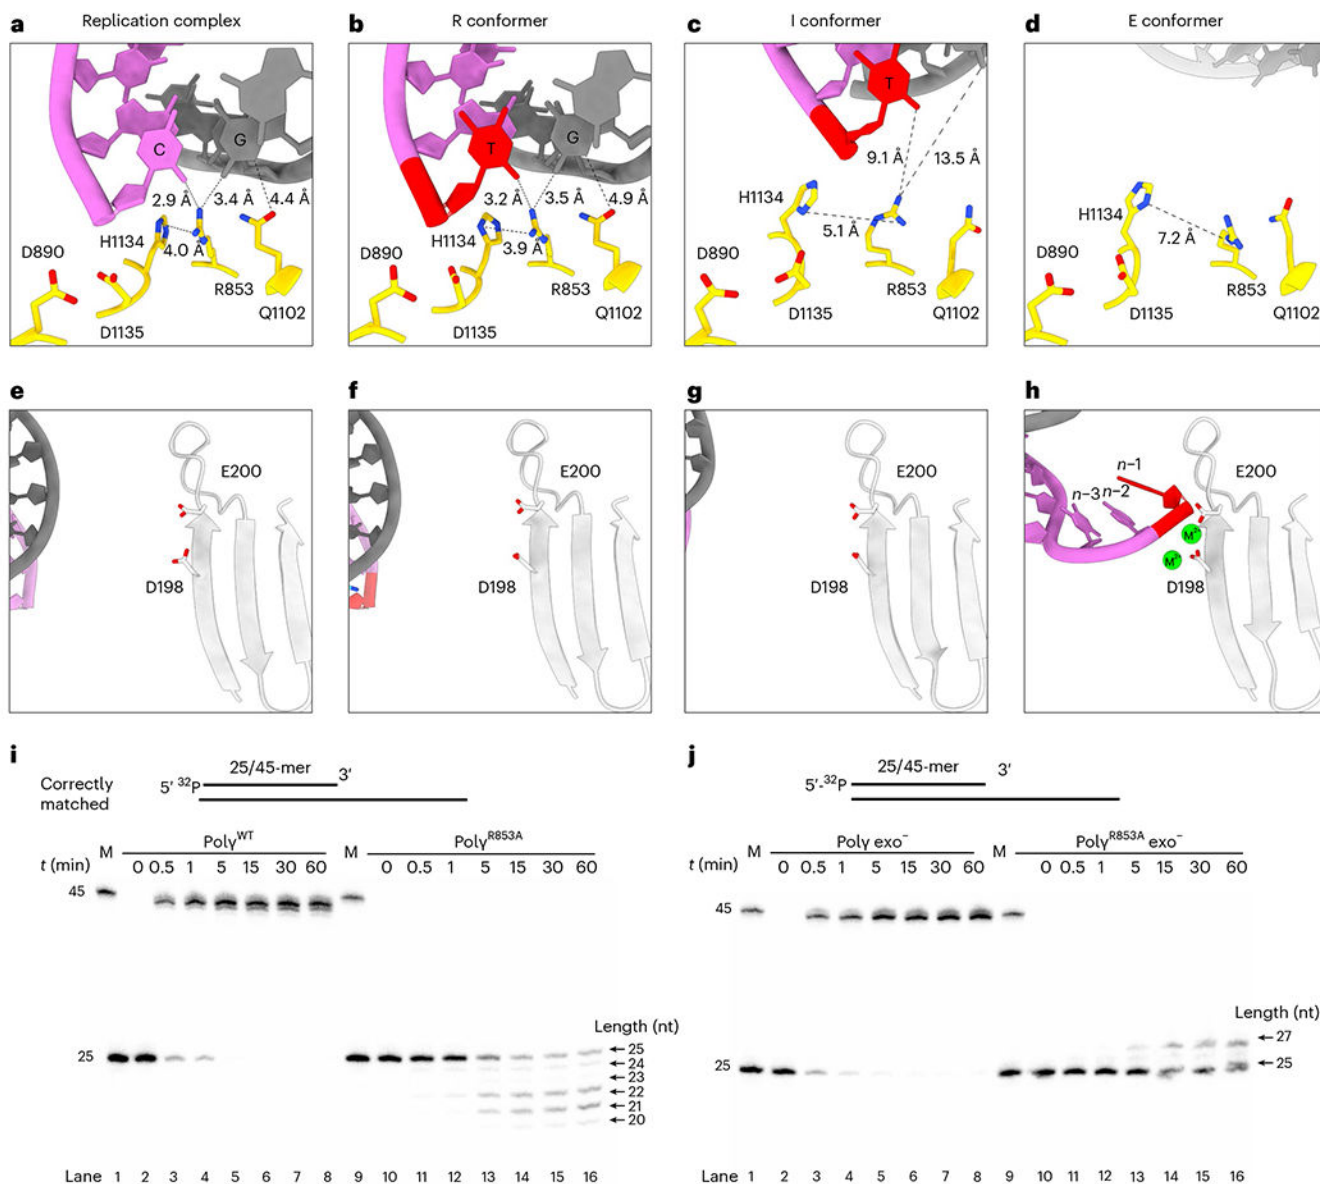 a Replication complex
b R conformer
c I conformer
d E conformer
C G
2.9 Å 3.4 Å 4.4 Å
H1134
4.0 Å
D890
R853
D1135
Q1102
T G
3.2 Å 3.5 Å 4.9 Å
H1134
3.9 Å
D890
R853
D1135
Q1102
T
9.1 Å 13.5 Å
H1134
5.1 Å
D890
R853
D1135
Q1102
H1134
7.2 Å
D890
R853
D1135
Q1102
e
f
g
h
E200
D198
E200
D198
E200
D198
n–1
E200
n–3 n–2
M2+
M2+
D198
i
Correctly
matched
25/45-mer
5′ 32P 3′
M PolγWT M PolγR853A
t (min) 0 0.5 1 5 15 30 60 0 0.5 1 5 15 30 60
45
Length (nt)
25
25
24
23
22
21
20
Lane 1 2 3 4 5 6 7 8 9 10 11 12 13 14 15 16
j
25/45-mer
5′-32P 3′
M Polγ exo– M PolγR853A exo–
t (min) 0 0.5 1 5 15 30 60 0 0.5 1 5 15 30 60
45
Length (nt)
27
25
25
Lane 1 2 3 4 5 6 7 8 9 10 11 12 13 14 15 16